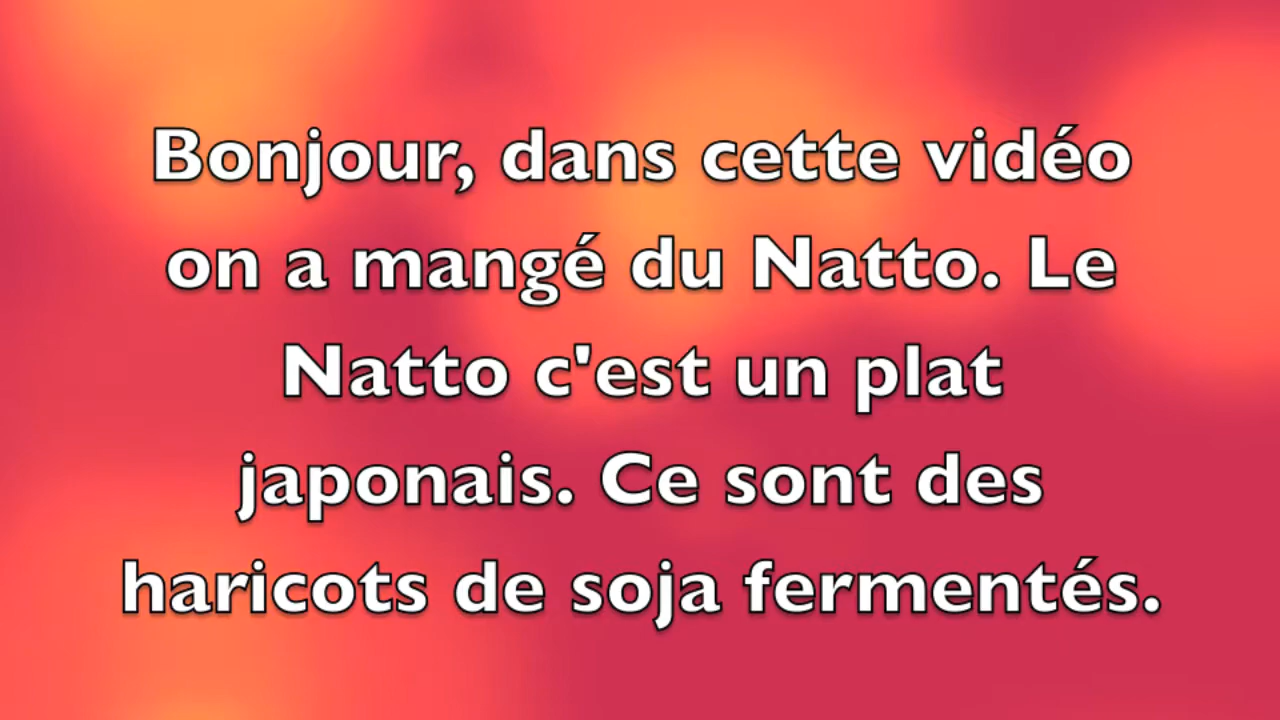 Bonjour, dans cette vidéo
on a mangé du Natto. Le
Natto c'est un plat
japonais. Ce sont des
haricots de soja fermentés.